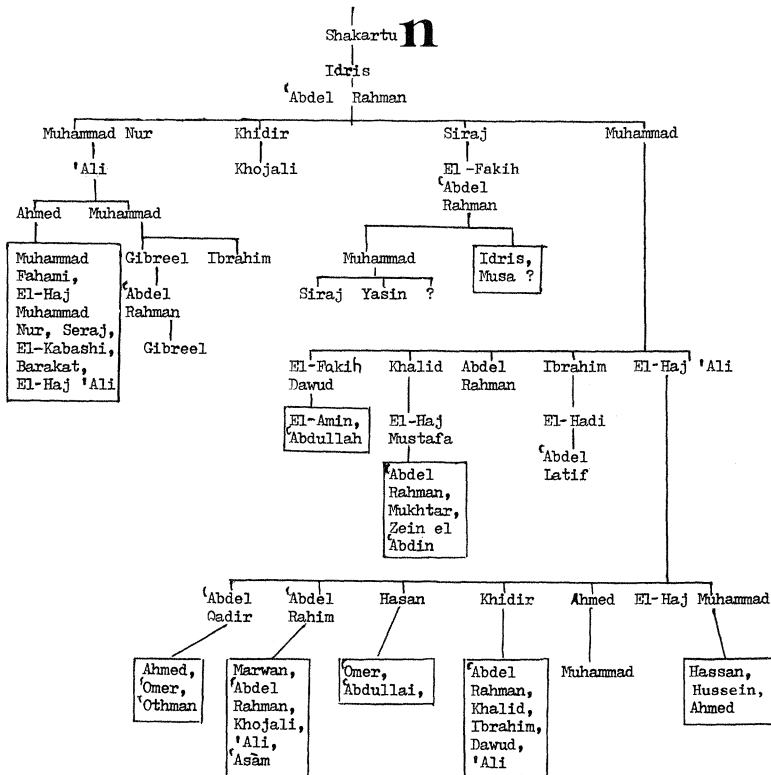 Shakartu n
Idris
ʿAbdel Rahman
Muhammad Nur Khidir Siraj Muhammad
'Ali Khojali El-Fakih
ʿAbdel
Rahman
Ahmed Muhammad
Muhammad
Fahami,
El-Haj
Muhammad
Nur, Seraj,
El-Kabashi,
Barakat,
El-Haj 'Ali
Gibreel Ibrahim
ʿAbdel
Rahman
Gibreel
Muhammad
Siraj Yasin ?
Idris,
Musa ?
El-Fakih
Dawud
Khalid
Abdel
Rahman
Ibrahim
El-Haj 'Ali
El-Amin,
ʿAbdullah
El-Haj
Mustafa
El-Hadi
ʿAbdel
Rahman,
Mukhtar,
Zein el
ʿAbdin
ʿAbdel
Latif
ʿAbdel
Qadir
ʿAbdel
Rahim
Hasan
Khidir
Ahmed
El-Haj Muhammad
Ahmed,
ʿOmer,
ʿOthman
Marwan,
ʿAbdel
Rahman,
Khojali,
'Ali,
ʿAsàm
ʿOmer,
ʿAbdullai,
ʿAbdel
Rahman,
Khalid,
Ibrahim,
Dawud,
'Ali
Muhammad
Hassan,
Hussein,
Ahmed